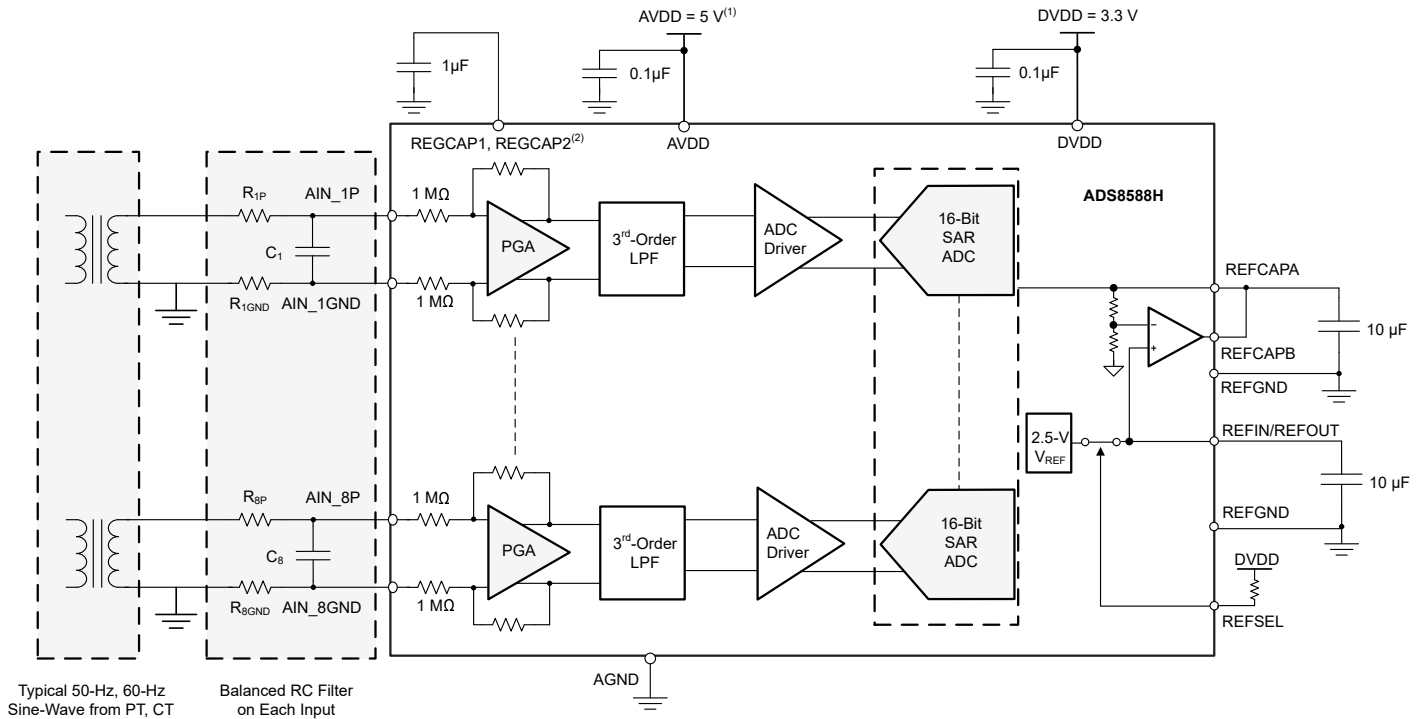 AVDD = 5 V(1)
DVDD = 3.3 V
1µF
0.1µF
0.1µF
REGCAP1, REGCAP2(2)
AVDD
DVDD
ADS8588H
R1P
AIN_1P
1 MΩ
C1
PGA
3rd-Order
LPF
ADC
Driver
16-Bit
SAR
ADC
R1GND
AIN_1GND
1 MΩ
REFCAPA
10 µF
REFCAPB
REFGND
2.5-V
VREF
REFIN/REFOUT
10 µF
R8P
AIN_8P
1 MΩ
C8
PGA
3rd-Order
LPF
ADC
Driver
16-Bit
SAR
ADC
REFGND
DVDD
R8GND
AIN_8GND
1 MΩ
REFSEL
AGND
Typical 50-Hz, 60-Hz
Sine-Wave from PT, CT
Balanced RC Filter
on Each Input